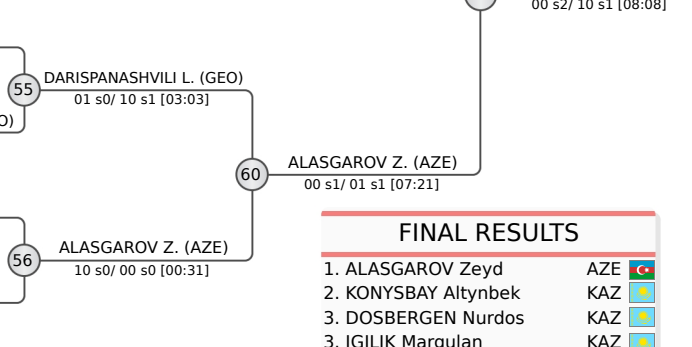 00 s2/ 10 s1 [08:08]
DARISPANASHVILI L. (GEO)
55
01 s0/ 10 s1 [03:03]
O)
ALASGAROV Z. (AZE)
60
00 s1/ 01 s1 [07:21]
ALASGAROV Z. (AZE)
56
10 s0/ 00 s0 [00:31]
FINAL RESULTS
1. ALASGAROV Zeyd AZE
2. KONYSBAY Altynbek KAZ
3. DOSBERGEN Nurdos KAZ
3. IGILIK Margulan KAZ